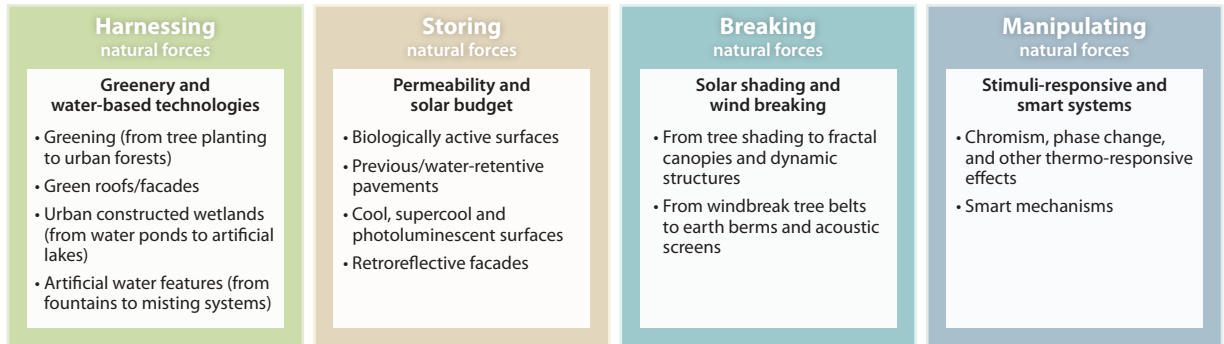 Harnessing
natural forces
Greenery and
water-based technologies
• Greening (from tree planting
to urban forests)
• Green roofs/facades
• Urban constructed wetlands
(from water ponds to artificial
lakes)
• Artificial water features (from
fountains to misting systems)
Storing
natural forces
Permeability and
solar budget
• Biologically active surfaces
• Previous/water-retentive
pavements
• Cool, supercool and
photoluminescent surfaces
• Retroreflective facades
Breaking
natural forces
Solar shading and
wind breaking
• From tree shading to fractal
canopies and dynamic
structures
• From windbreak tree belts
to earth berms and acoustic
screens
Manipulating
natural forces
Stimuli-responsive and
smart systems
• Chromism, phase change,
and other thermo-responsive
effects
• Smart mechanisms